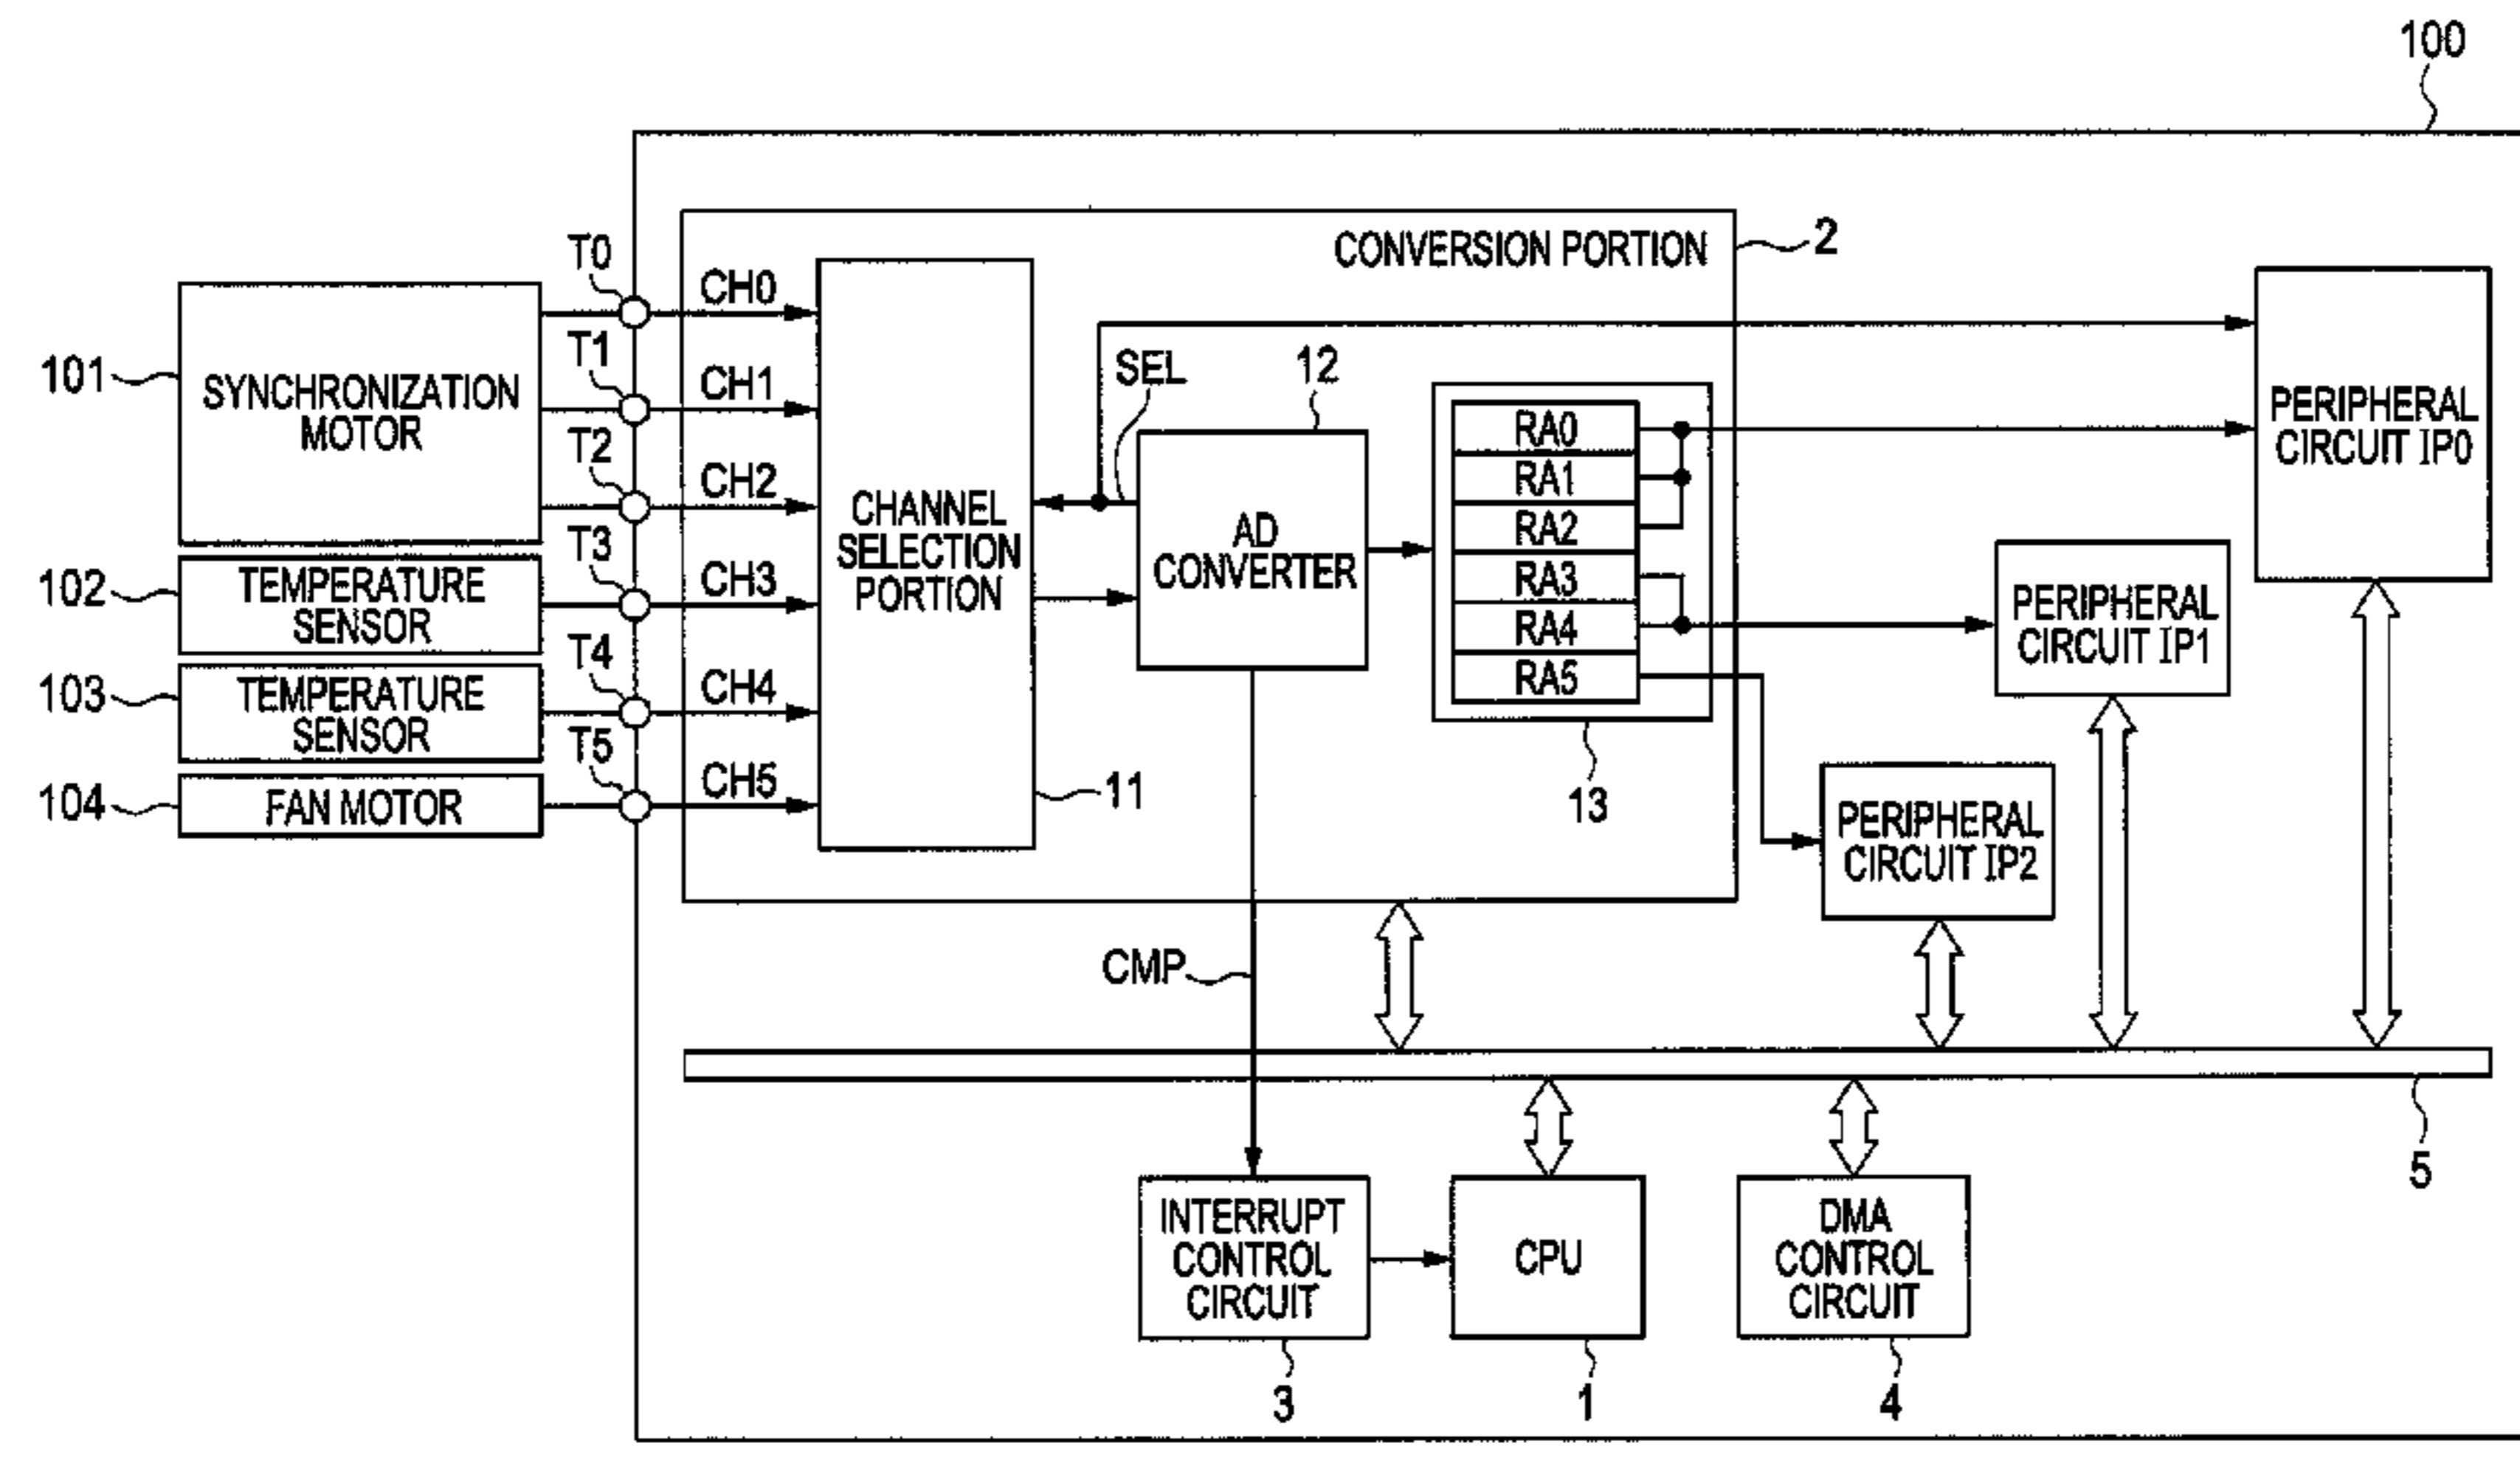 100
CONVERSION PORTION
2
T0
CH0
T1
CH1
T2
CH2
T3
CH3
T4
CH4
T5
CH5
101
SYNCHRONIZATION
MOTOR
102
TEMPERATURE
SENSOR
103
TEMPERATURE
SENSOR
104
FAN MOTOR
CHANNEL
SELECTION
PORTION
11
SEL
12
AD
CONVERTER
RA0
RA1
RA2
RA3
RA4
RA5
13
PERIPHERAL
CIRCUIT IP0
PERIPHERAL
CIRCUIT IP1
PERIPHERAL
CIRCUIT IP2
CMP
5
INTERRUPT
CONTROL
CIRCUIT
3
CPU
1
DMA
CONTROL
CIRCUIT
4